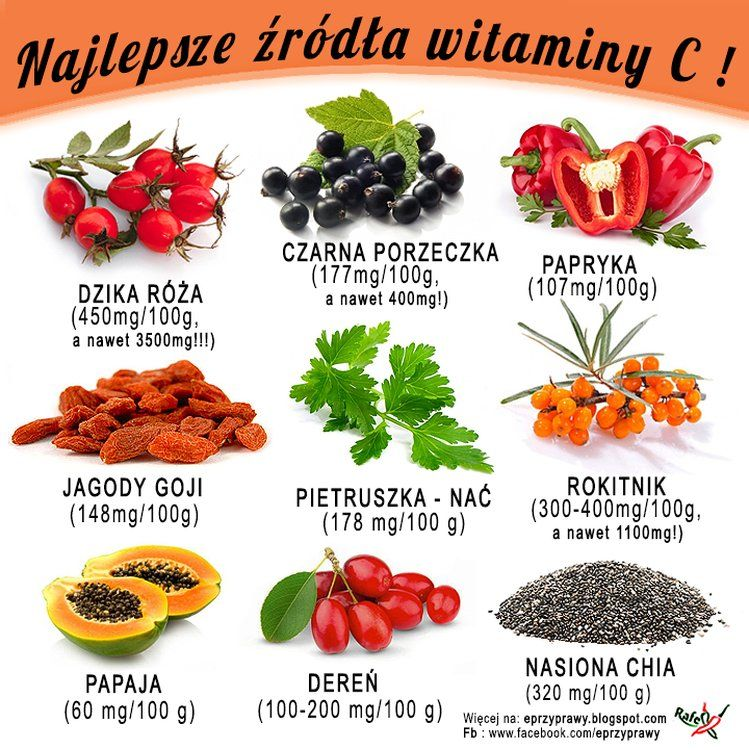 Najlepsze źródła witaminy C !
DZIKA RÓŻA
(450mg/100g,
a nawet 3500mg!!!)
CZARNA PORZECZKA
(177mg/100g,
a nawet 400mg!)
PAPRYKA
(107mg/100g)
JAGODY GOJI
(148mg/100g)
PIETRUSZKA - NAĆ
(178 mg/100 g)
ROKITNIK
(300-400mg/100g,
a nawet 1100mg!)
PAPAJA
(60 mg/100 g)
DEREŃ
(100-200 mg/100 g)
NASIONA CHIA
(320 mg/100 g)
Więcej na: eprzyprawy.blogspot.com
Fb : www.facebook.com/eprzyprawy